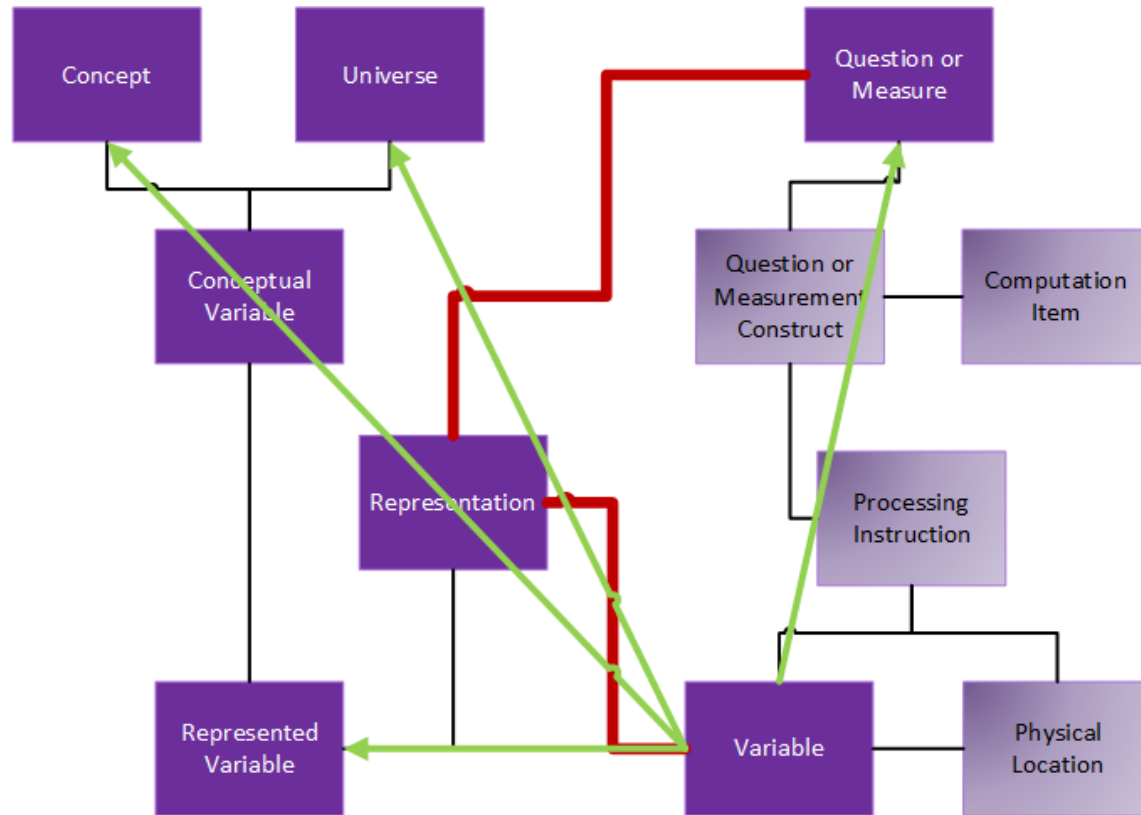 Concept
Universe
Question or
Measure
Conceptual
Variable
Question or
Measurement
Construct
Computation
Item
Representation
Processing
Instruction
Represented
Variable
Variable
Physical
Location